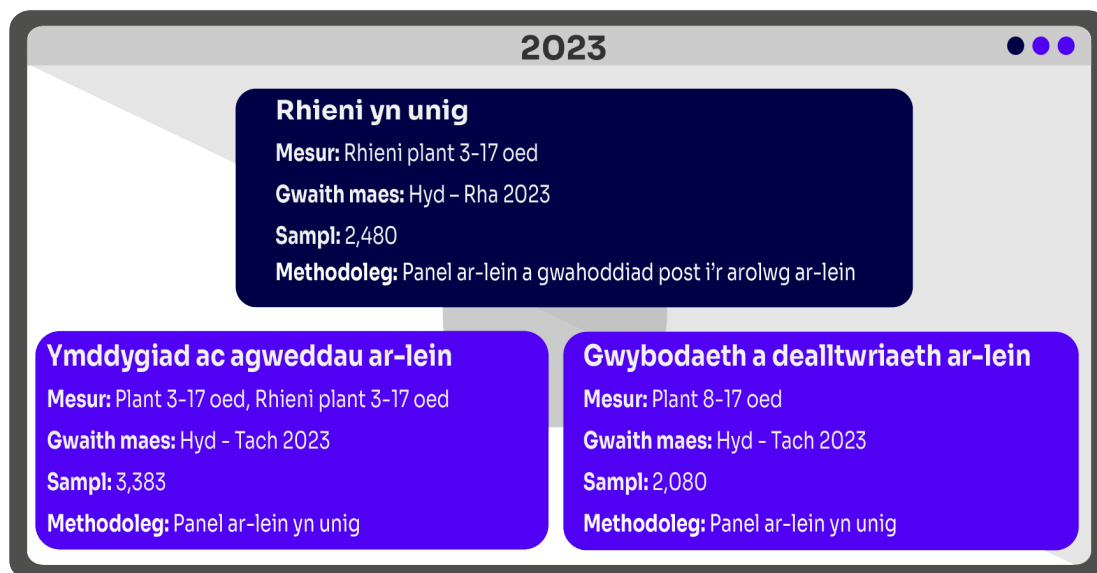 2023
Rhieni yn unig
Mesur: Rhieni plant 3-17 oed
Gwaith maes: Hyd – Rha 2023
Sampl: 2,480
Methodoleg: Panel ar-lein a gwahoddiad post i’r arolwg ar-lein
Ymddygiad ac agweddau ar-lein
Mesur: Plant 3-17 oed, Rhieni plant 3-17 oed
Gwaith maes: Hyd - Tach 2023
Sampl: 3,383
Methodoleg: Panel ar-lein yn unig
Gwybodaeth a dealltwriaeth ar-lein
Mesur: Plant 8-17 oed
Gwaith maes: Hyd - Tach 2023
Sampl: 2,080
Methodoleg: Panel ar-lein yn unig